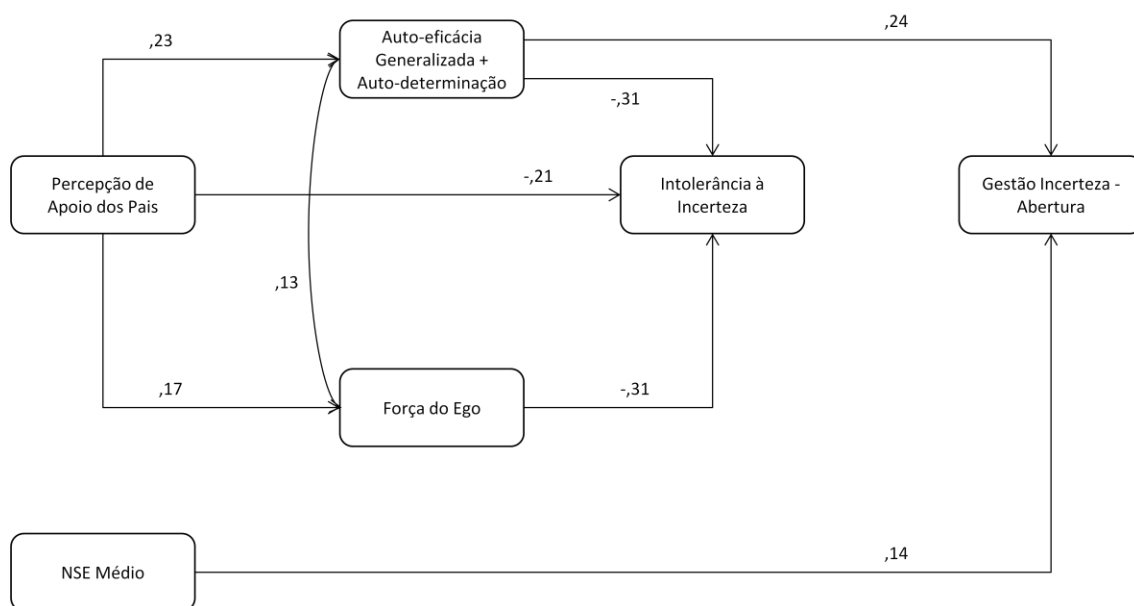 ,23
Auto-eficácia
Generalizada +
Auto-determinação
,24
-,31
Percepção de
Apoio dos Pais
-,21
Intolerância à
Incerteza
Gestão Incerteza -
Abertura
,13
,17
Força do Ego
-,31
NSE Médio
,14